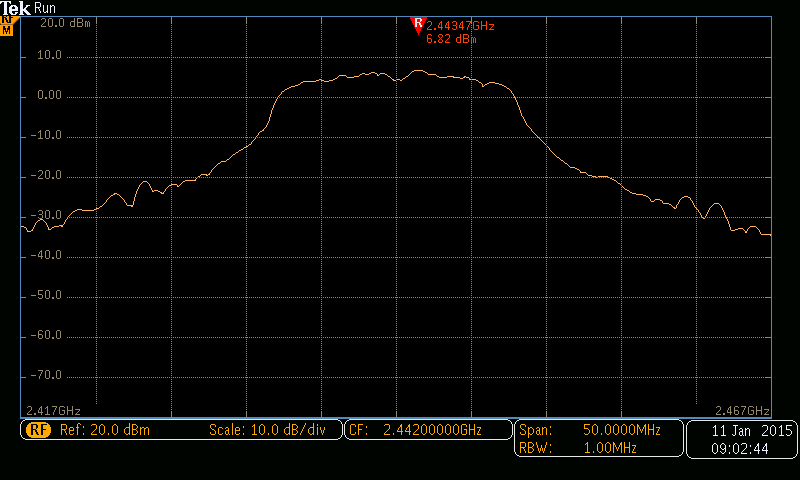 Tek Run
RF
M
20.0 dBm
R
2.44347GHz
6.82 dBm
10.0
0.00
-10.0
-20.0
-30.0
-40.0
-50.0
-60.0
-70.0
2.417GHz
2.467GHz
RF Ref: 20.0 dBm Scale: 10.0 dB/div
CF: 2.44200000GHz
Span: 50.0000MHz
RBW: 1.00MHz
11 Jan 2015
09:02:44